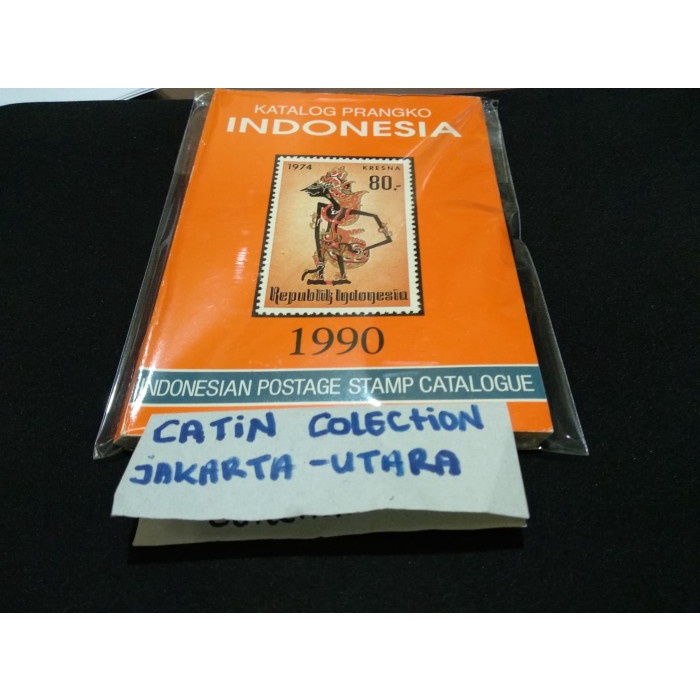 KATALOG PRANGKO
INDONESIA
1974 KRESNA
80.-
Republik Indonesia
1990
INDONESIAN POSTAGE STAMP CATALOGUE
CATiN COLECtiON
JAKARTA-UTARA